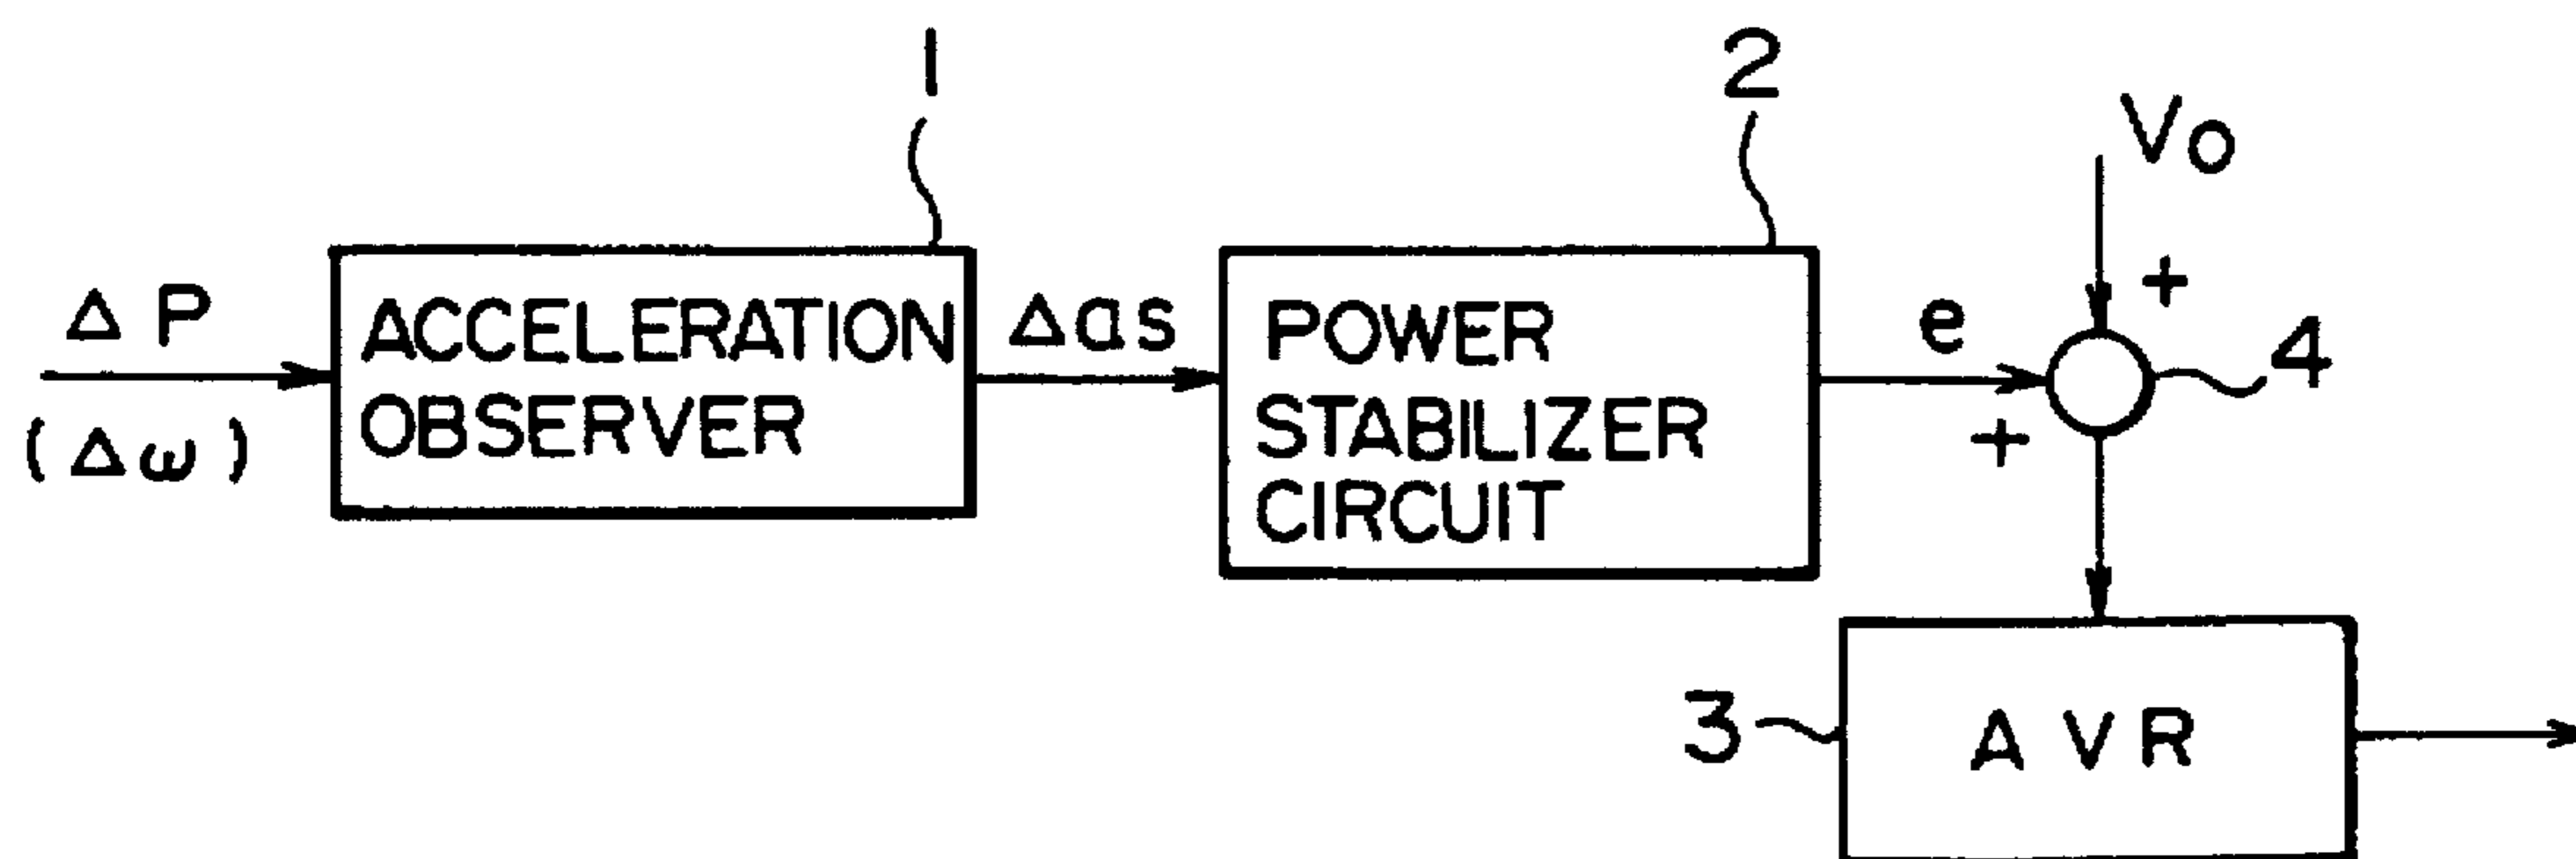 1
2
Vo
+
ΔP
(Δω)
ACCELERATION
OBSERVER
Δas
POWER
STABILIZER
CIRCUIT
e
+
4
3
AVR